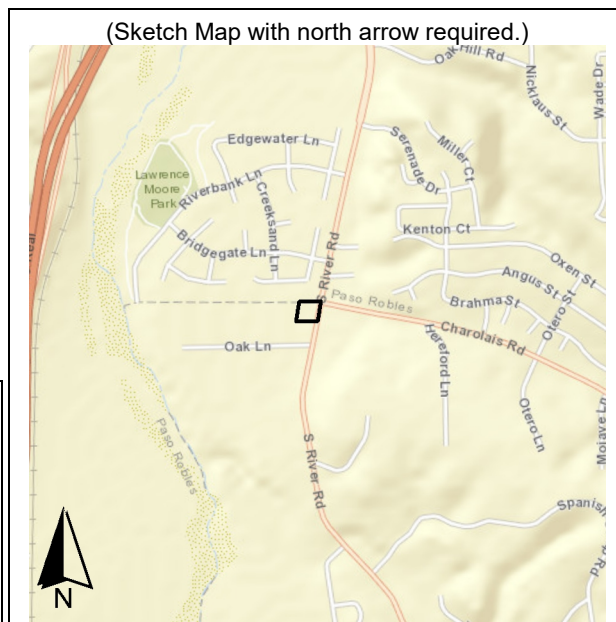 (Sketch Map with north arrow required.)
Oak Hill Rd
Nicklaus St
Wade Dr
Edgewater Ln
Serenade Dr
Miller Ct
Lawrence
Moore
Park
Riverbank Ln
Creeksand Ln
Bridgegate Ln
S River Rd
Kenton Ct
Oxen St
Angus St
Paso Robles
Brahma St
Otero St
Charolais Rd
Oak Ln
Hereford Ln
Otero Ln
Mojave Ln
Paso Robles
S River Rd
Spanish
Rd
N